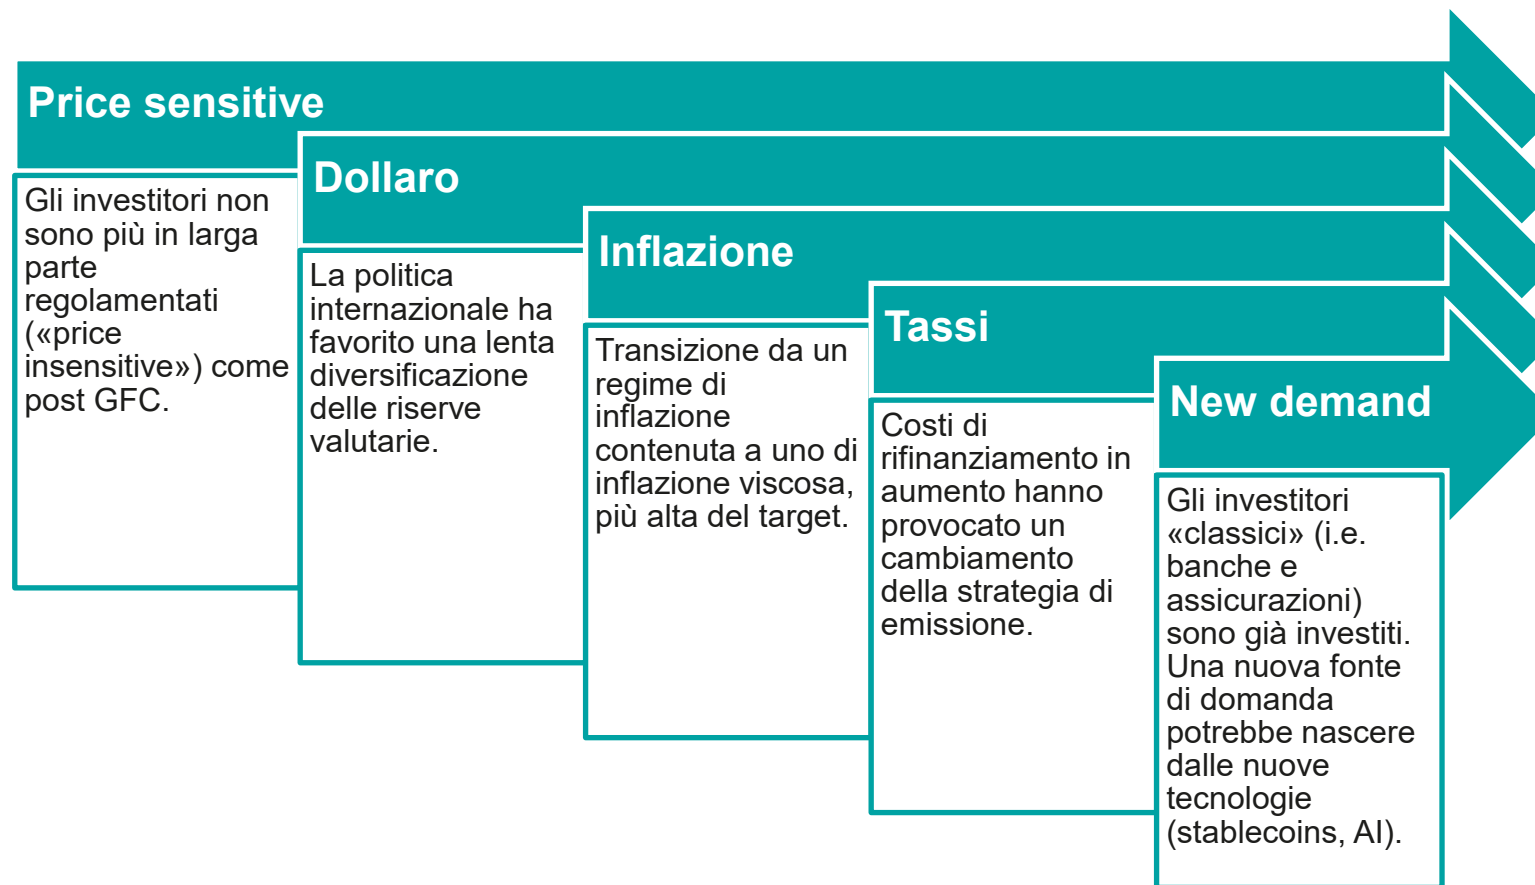 Price sensitive
Gli investitori non
sono più in larga
parte
regolamentati
(«price
insensitive») come
post GFC.
Dollaro
La politica
internazionale ha
favorito una lenta
diversificazione
delle riserve
valutarie.
Inflazione
Transizione da un
regime di
inflazione
contenuta a uno di
inflazione viscosa,
più alta del target.
Tassi
Costi di
rifinanziamento in
aumento hanno
provocato un
cambiamento
della strategia di
emissione.
New demand
Gli investitori
«classici» (i.e.
banche e
assicurazioni)
sono già investiti.
Una nuova fonte
di domanda
potrebbe nascere
dalle nuove
tecnologie
(stablecoins, AI).